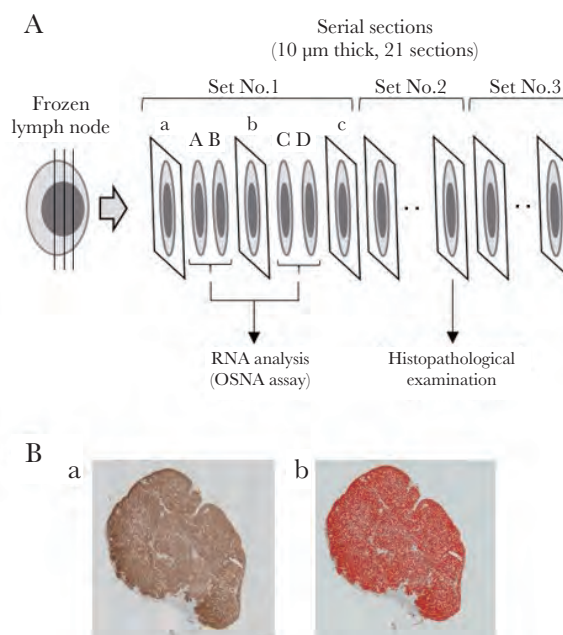 A
Serial sections
(10 µm thick, 21 sections)
Set No.1 Set No.2 Set No.3
Frozen
lymph node
a A B b C D c
RNA analysis
(OSNA assay)
Histopathological
examination
B
a b